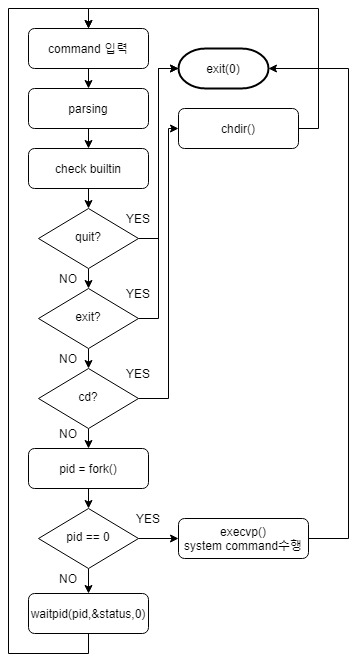 command 입력
exit(0)
parsing
chdir()
check builtin
YES
quit?
NO
YES
exit?
NO
YES
cd?
NO
pid = fork()
YES
pid == 0
execvp()
system command수행
NO
waitpid(pid,&status,0)